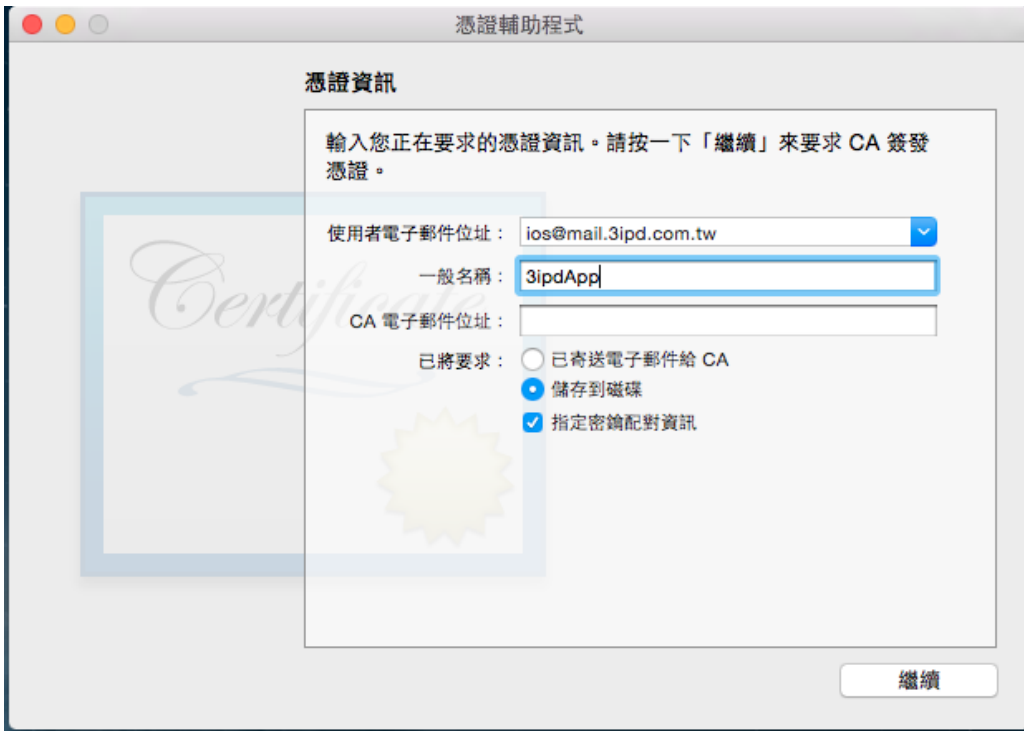 憑證輔助程式
憑證資訊
輸入您正在要求的憑證資訊。請按一下「繼續」來要求 CA 簽發
憑證。
使用者電子郵件位址： ios@mail.3ipd.com.tw
一般名稱： 3ipdApp
CA 電子郵件位址：
已將要求： 已寄送電子郵件給 CA
儲存到磁碟
指定密鑰配對資訊
Certificate
繼續